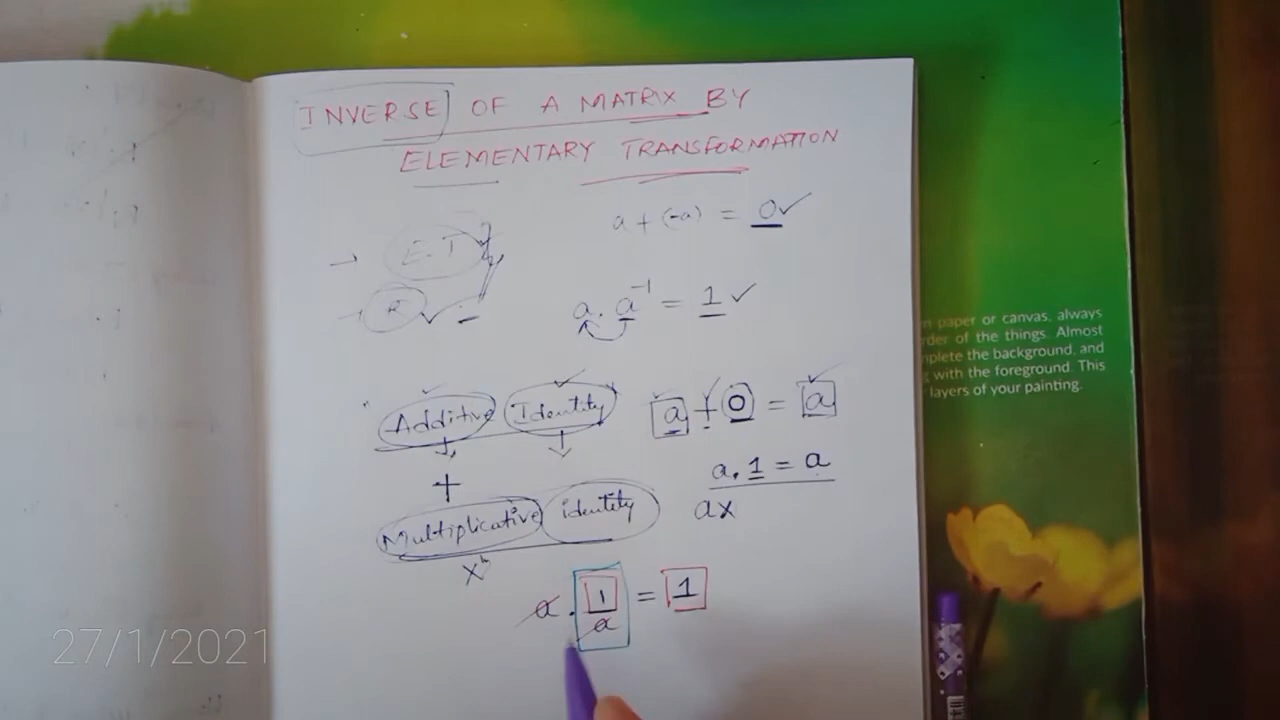 INVERSE OF A MATRIX BY
ELEMENTARY TRANSFORMATION
a + (-a) = 0 ✓
→ E.T
→ R ✓
a . a⁻¹ = 1 ✓
Additive Identity
a + 0 = a
+
a . 1 = a
Multiplicative identity
ax
x
a . 1/a = 1
n paper or canvas, always
rder of the things. Almost
mplete the background, and
with the foreground. This
layers of your painting.
27/1/2021